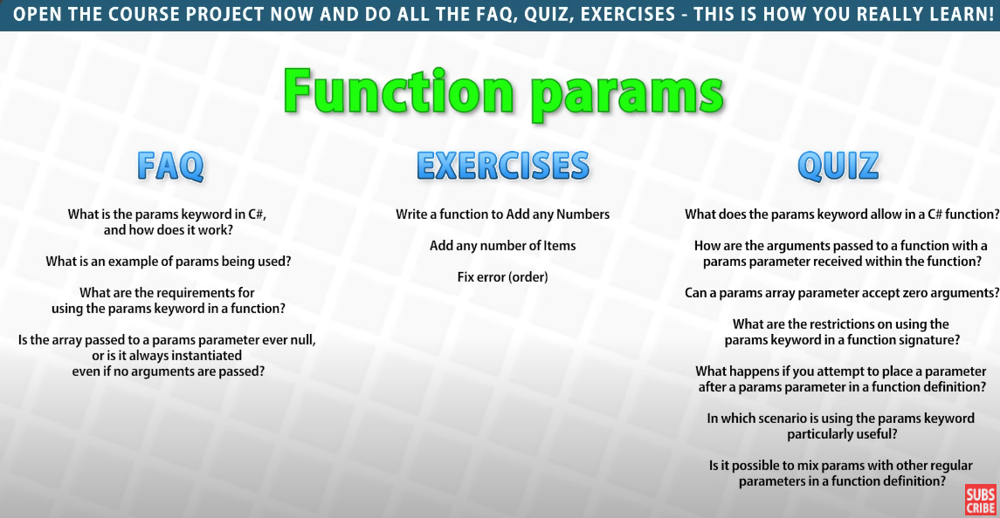 OPEN THE COURSE PROJECT NOW AND DO ALL THE FAQ, QUIZ, EXERCISES - THIS IS HOW YOU REALLY LEARN!
Function params
FAQ
What is the params keyword in C#,
and how does it work?
What is an example of params being used?
What are the requirements for
using the params keyword in a function?
Is the array passed to a params parameter ever null,
or is it always instantiated
even if no arguments are passed?
EXERCISES
Write a function to Add any Numbers
Add any number of Items
Fix error (order)
QUIZ
What does the params keyword allow in a C# function?
How are the arguments passed to a function with a
params parameter received within the function?
Can a params array parameter accept zero arguments?
What are the restrictions on using the
params keyword in a function signature?
What happens if you attempt to place a parameter
after a params parameter in a function definition?
In which scenario is using the params keyword
particularly useful?
Is it possible to mix params with other regular
parameters in a function definition?
SUBS
CRIBE